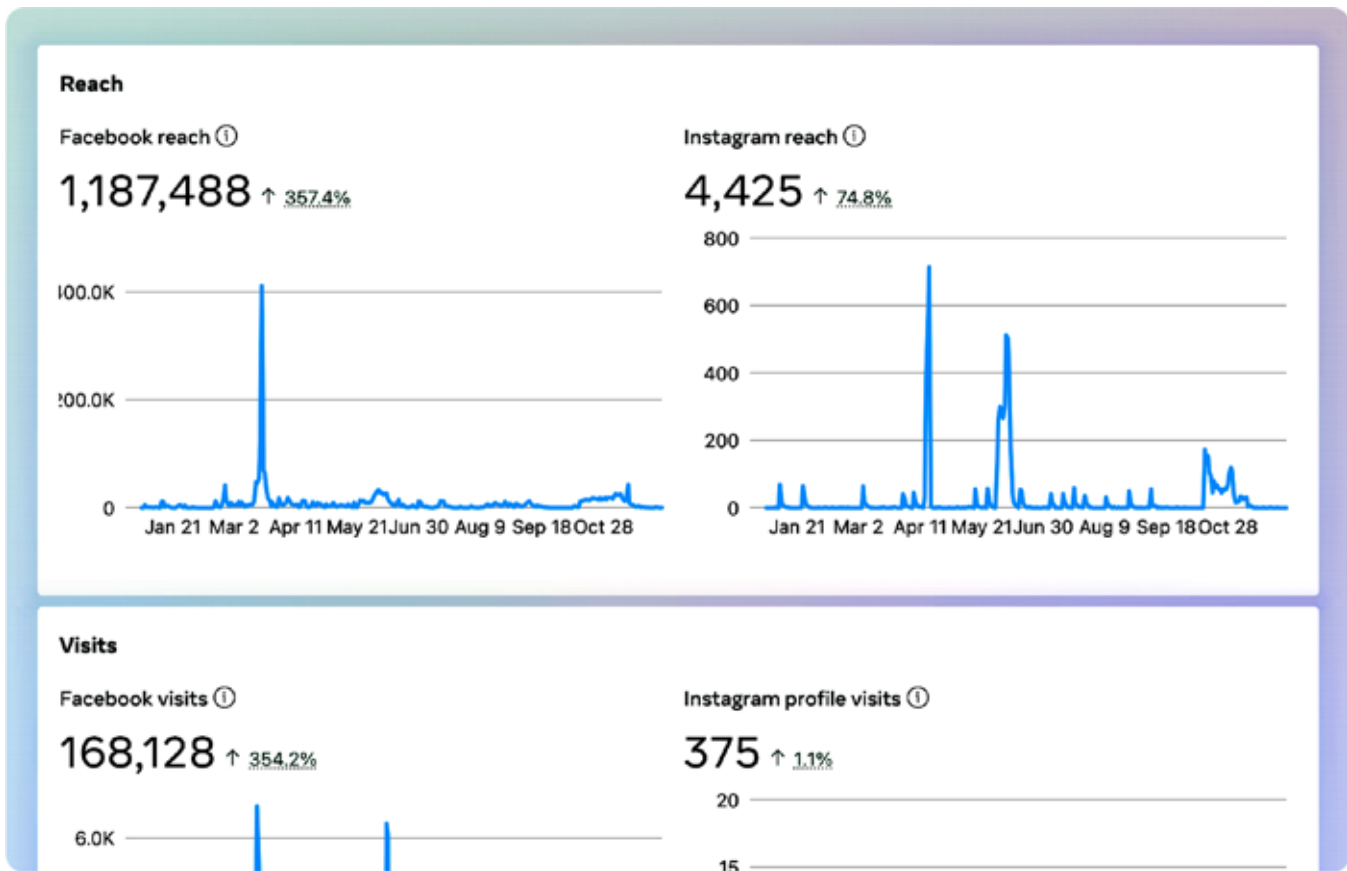 Reach
Facebook reach
1,187,488 ↑ 357.4%
400.0K
200.0K
0
Jan 21 Mar 2 Apr 11 May 21 Jun 30 Aug 9 Sep 18 Oct 28
Instagram reach
4,425 ↑ 74.8%
800
600
400
200
0
Jan 21 Mar 2 Apr 11 May 21 Jun 30 Aug 9 Sep 18 Oct 28
Visits
Facebook visits
168,128 ↑ 354.2%
6.0K
Instagram profile visits
375 ↑ 1.1%
20
15